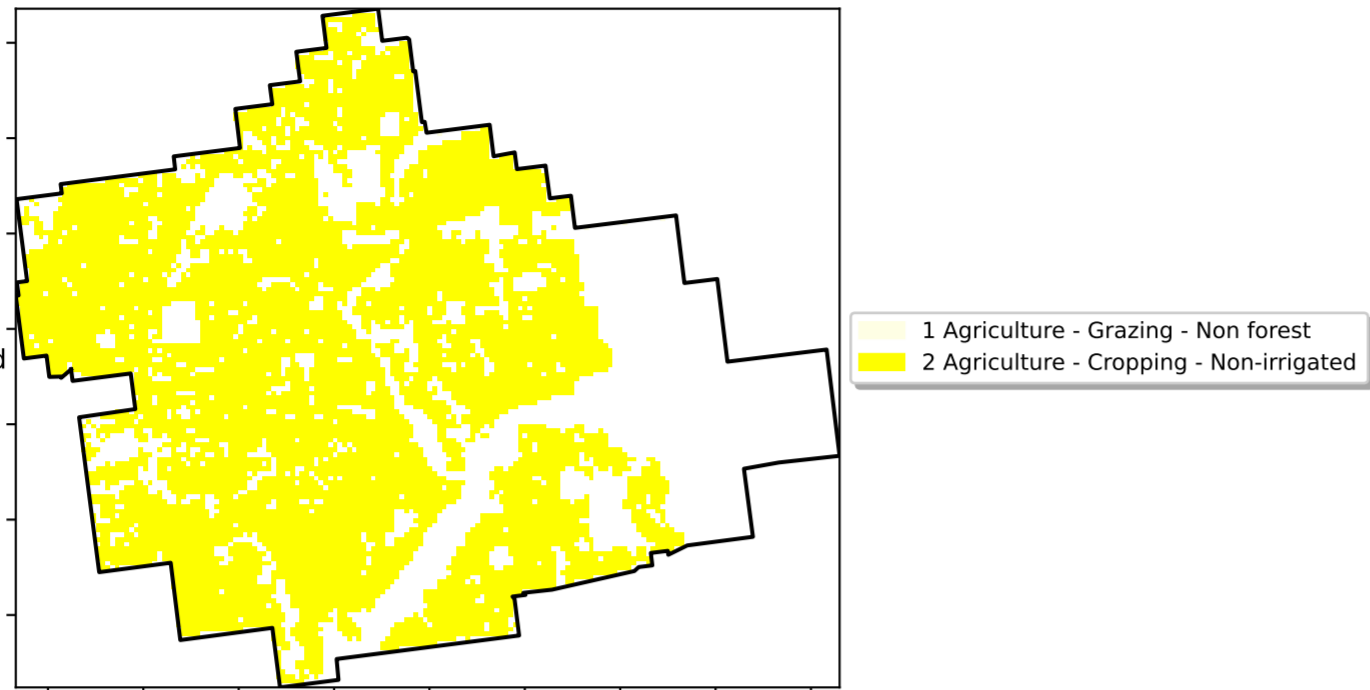 d
1 Agriculture - Grazing - Non forest
2 Agriculture - Cropping - Non-irrigated